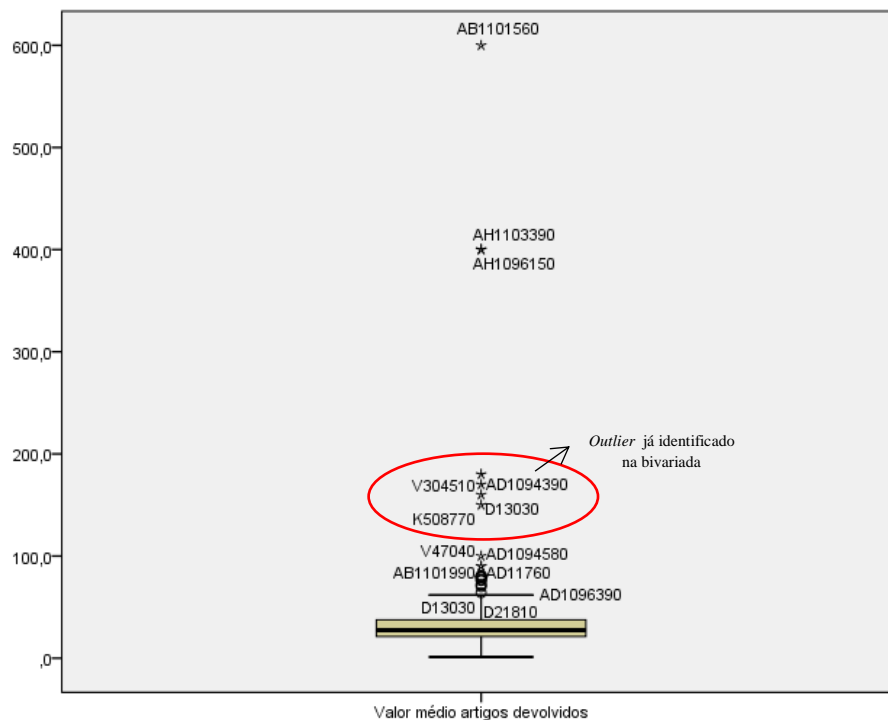 AB1101560
600,0
500,0
AH1103390
400,0
AH1096150
300,0
200,0
Outlier já identificado
na bivariada
V304510 AD1094390
D13030
K508770
100,0
V47040 AD1094580
AB1101990 AD11760
AD1096390
D13030 D21810
,0
Valor médio artigos devolvidos